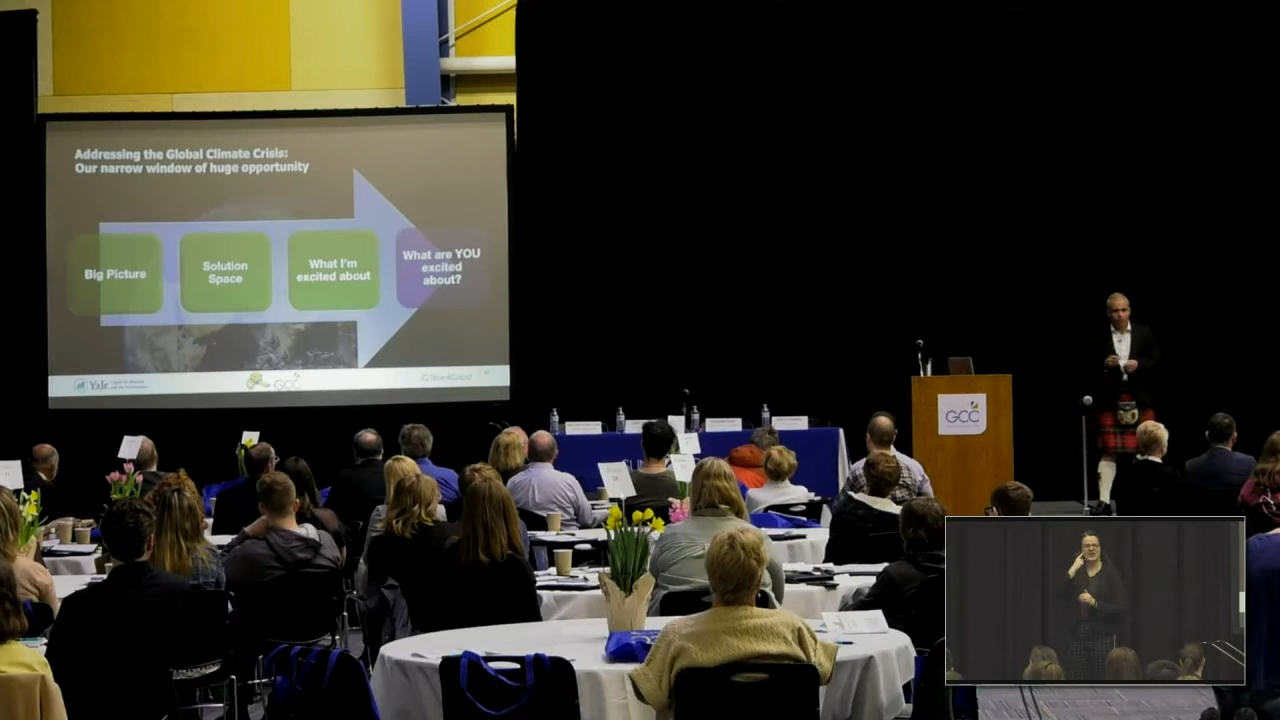 Addressing the Global Climate Crisis:
Our narrow window of huge opportunity
Big Picture
Solution
Space
What I'm
excited about
What are YOU
excited
about?
Yale
GCC
GCC